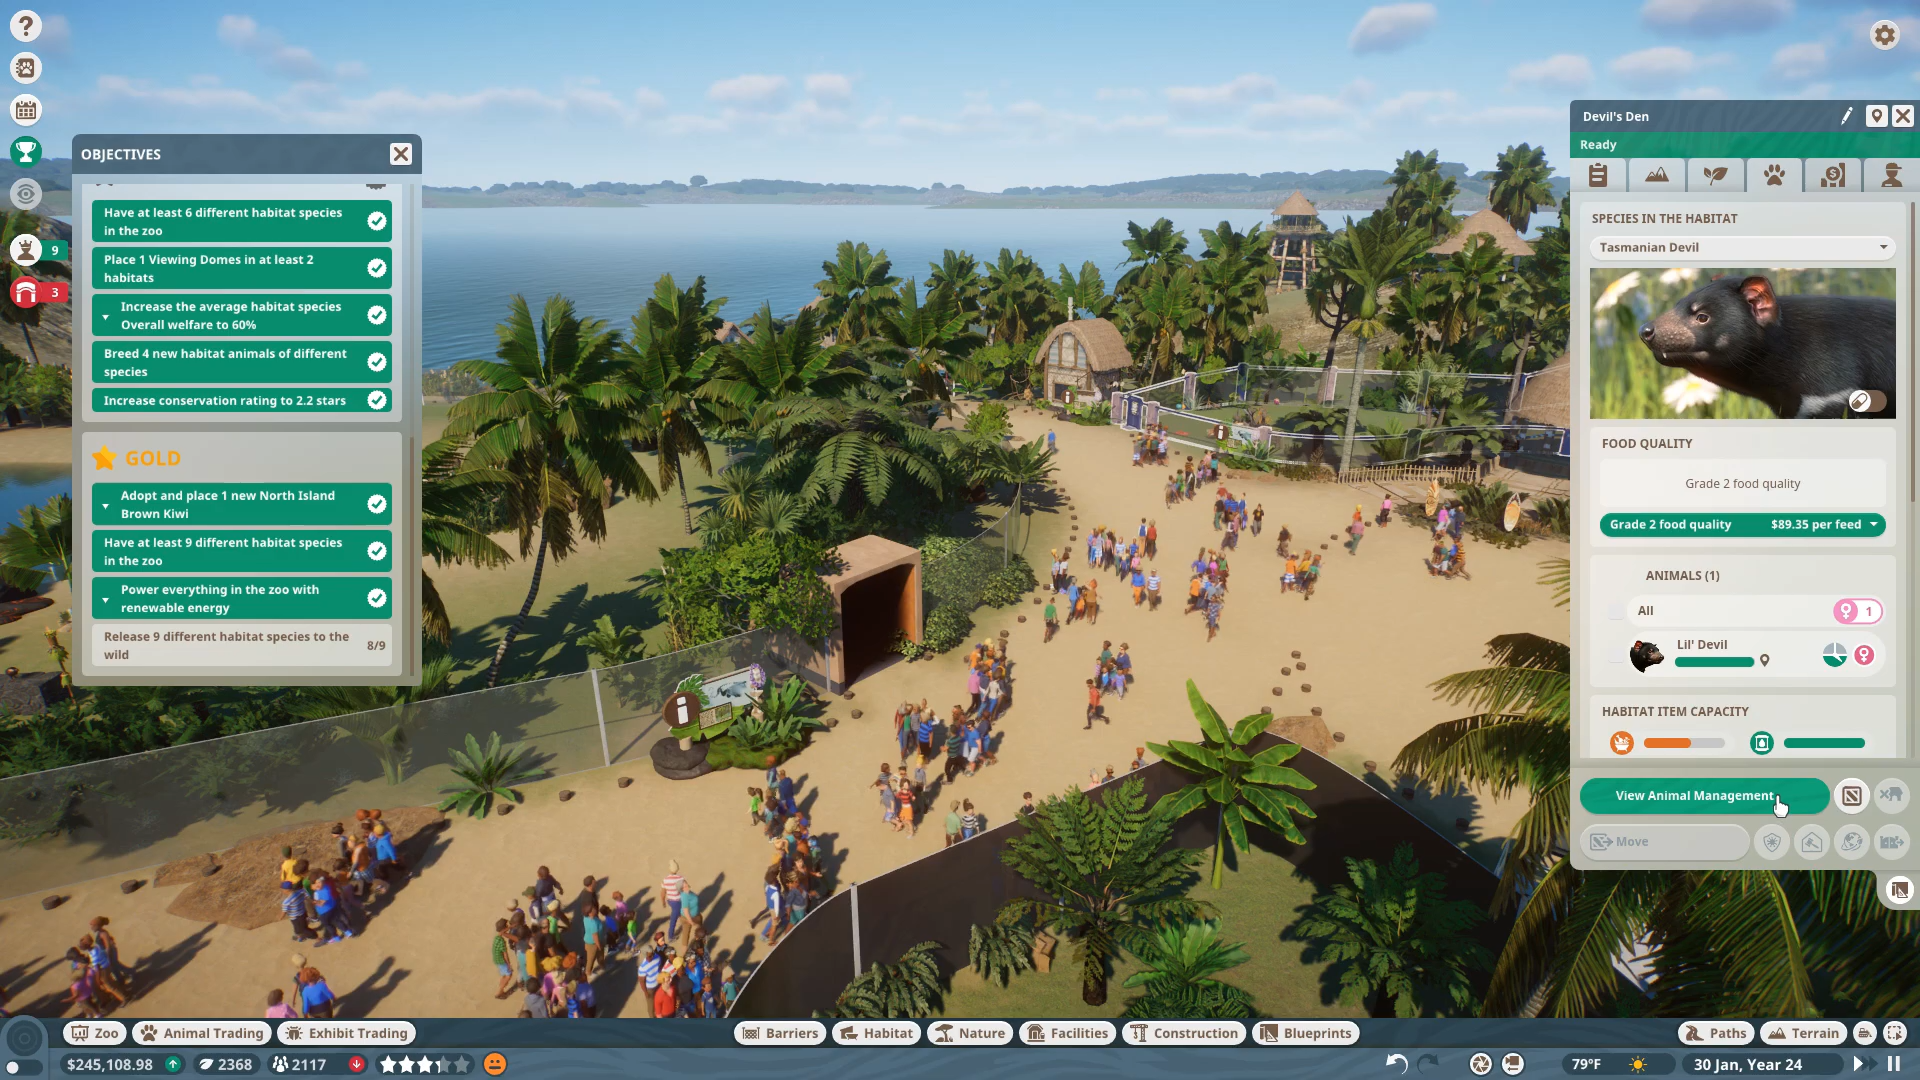 OBJECTIVES
Have at least 6 different habitat species
in the zoo
Place 1 Viewing Domes in at least 2
habitats
Increase the average habitat species
Overall welfare to 60%
Breed 4 new habitat animals of different
species
Increase conservation rating to 2.2 stars
GOLD
Adopt and place 1 new North Island
Brown Kiwi
Have at least 9 different habitat species
in the zoo
Power everything in the zoo with
renewable energy
Release 9 different habitat species to the
wild
8/9
9
3
Devil's Den
Ready
SPECIES IN THE HABITAT
Tasmanian Devil
FOOD QUALITY
Grade 2 food quality
Grade 2 food quality $89.35 per feed
ANIMALS (1)
All 1
Lil' Devil
HABITAT ITEM CAPACITY
View Animal Management
Move
Zoo
Animal Trading
Exhibit Trading
Barriers
Habitat
Nature
Facilities
Construction
Blueprints
Paths
Terrain
$245,108.98
2368
2117
79°F
30 Jan, Year 24